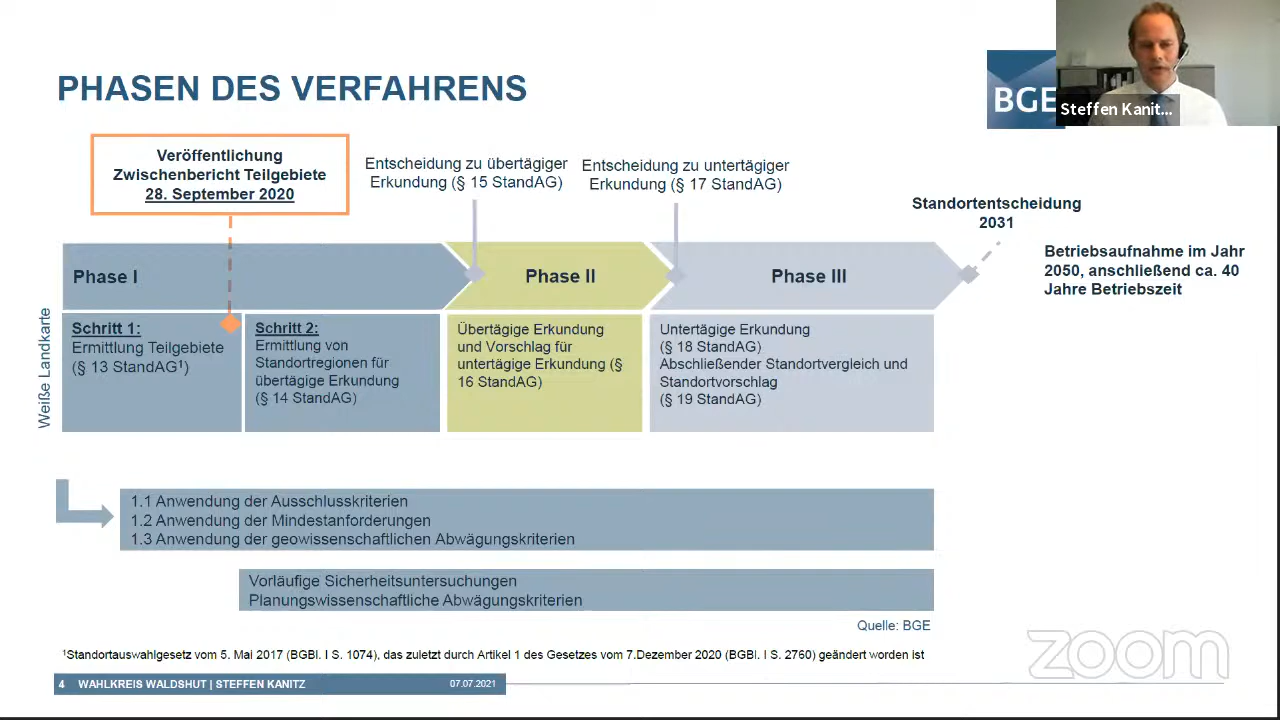 PHASEN DES VERFAHRENS
BGE
Steffen Kanit...
Veröffentlichung
Zwischenbericht Teilgebiete
28. September 2020
Entscheidung zu übertägiger
Erkundung (§ 15 StandAG)
Entscheidung zu untertägiger
Erkundung (§ 17 StandAG)
Standortentscheidung
2031
Betriebsaufnahme im Jahr
2050, anschließend ca. 40
Jahre Betriebszeit
Phase I
Phase II
Phase III
Weiße Landkarte
Schritt 1:
Ermittlung Teilgebiete
(§ 13 StandAG¹)
Schritt 2:
Ermittlung von
Standortregionen für
übertägige Erkundung
(§ 14 StandAG)
Übertägige Erkundung
und Vorschlag für
untertägige Erkundung (§
16 StandAG)
Untertägige Erkundung
(§ 18 StandAG)
Abschließender Standortvergleich und
Standortvorschlag
(§ 19 StandAG)
1.1 Anwendung der Ausschlusskriterien
1.2 Anwendung der Mindestanforderungen
1.3 Anwendung der geowissenschaftlichen Abwägungskriterien
Vorläufige Sicherheitsuntersuchungen
Planungswissenschaftliche Abwägungskriterien
Quelle: BGE
¹Standortauswahlgesetz vom 5. Mai 2017 (BGBl. I S. 1074), das zuletzt durch Artikel 1 des Gesetzes vom 7.Dezember 2020 (BGBl. I S. 2760) geändert worden ist
zoom
4 WAHLKREIS WALDSHUT | STEFFEN KANITZ 07.07.2021